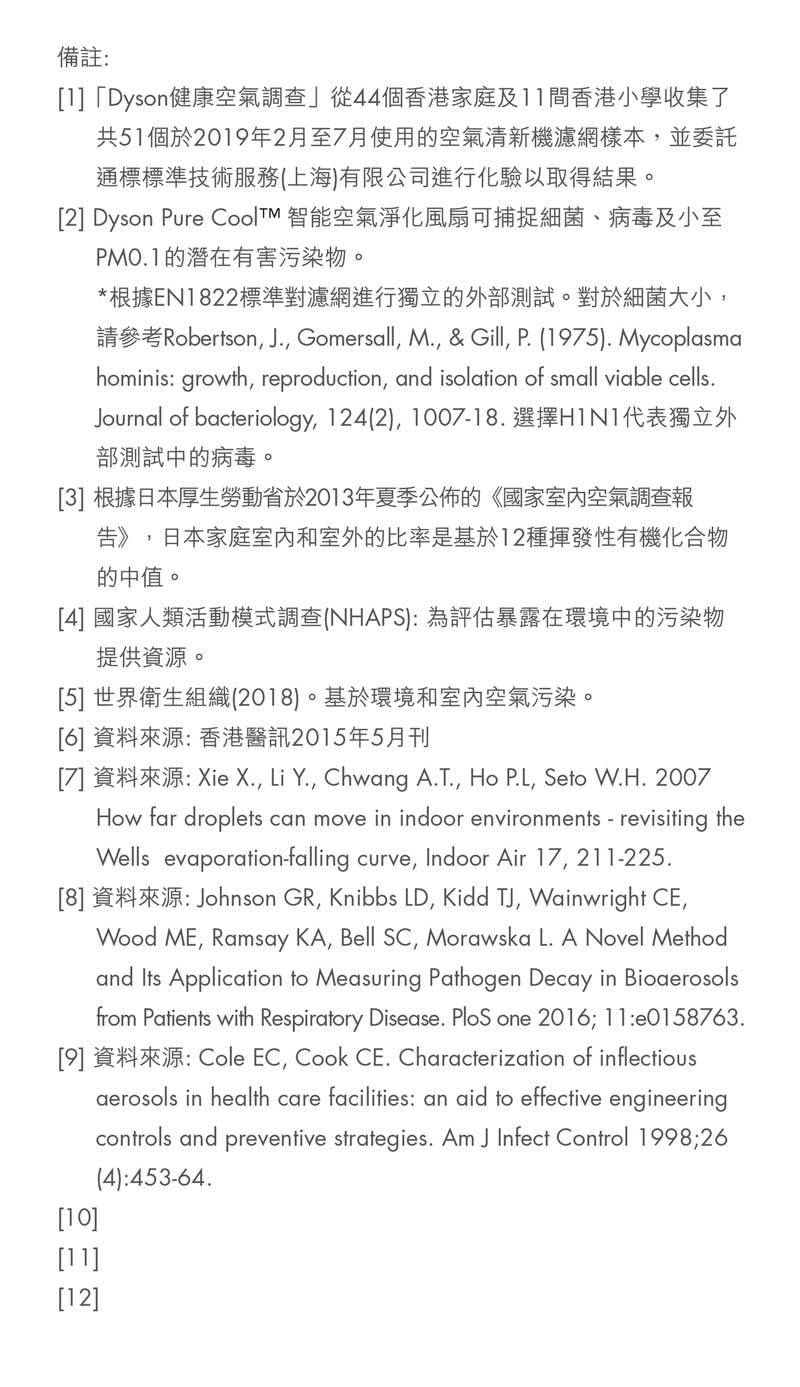 備註:
[1]「Dyson健康空氣調查」從44個香港家庭及11間香港小學收集了
共51個於2019年2月至7月使用的空氣清新機濾網樣本，並委託
通標標準技術服務(上海)有限公司進行化驗以取得結果。
[2] Dyson Pure Cool™ 智能空氣淨化風扇可捕捉細菌、病毒及小至
PM0.1的潛在有害污染物。
*根據EN1822標準對濾網進行獨立的外部測試。對於細菌大小，
請參考Robertson, J., Gomersall, M., & Gill, P. (1975). Mycoplasma
hominis: growth, reproduction, and isolation of small viable cells.
Journal of bacteriology, 124(2), 1007-18. 選擇H1N1代表獨立外
部測試中的病毒。
[3] 根據日本厚生勞動省於2013年夏季公佈的《國家室內空氣調查報
告》，日本家庭室內和室外的比率是基於12種揮發性有機化合物
的中值。
[4] 國家人類活動模式調查(NHAPS): 為評估暴露在環境中的污染物
提供資源。
[5] 世界衛生組織(2018)。基於環境和室內空氣污染。
[6] 資料來源: 香港醫訊2015年5月刊
[7] 資料來源: Xie X., Li Y., Chwang A.T., Ho P.L, Seto W.H. 2007
How far droplets can move in indoor environments - revisiting the
Wells  evaporation-falling curve, Indoor Air 17, 211-225.
[8] 資料來源: Johnson GR, Knibbs LD, Kidd TJ, Wainwright CE,
Wood ME, Ramsay KA, Bell SC, Morawska L. A Novel Method
and Its Application to Measuring Pathogen Decay in Bioaerosols
from Patients with Respiratory Disease. PloS one 2016; 11:e0158763.
[9] 資料來源: Cole EC, Cook CE. Characterization of inflectious
aerosols in health care facilities: an aid to effective engineering
controls and preventive strategies. Am J Infect Control 1998;26
(4):453-64.
[10]
[11]
[12]